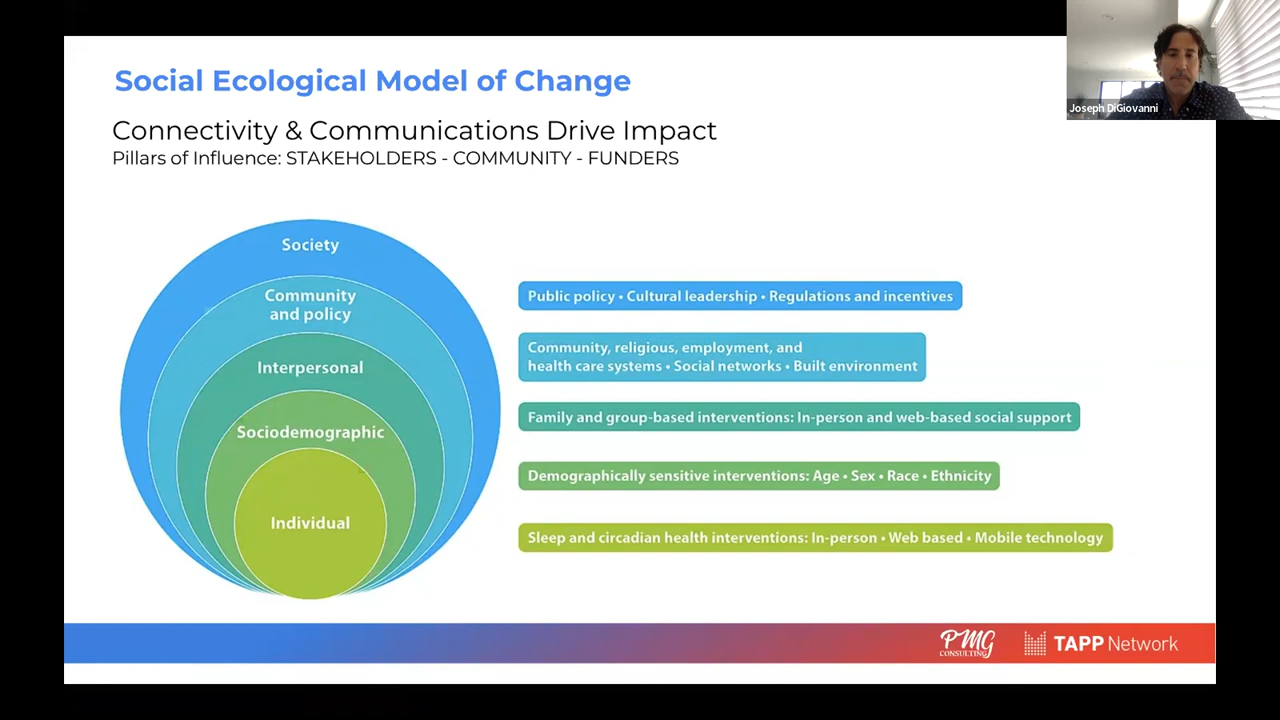 Social Ecological Model of Change
Joseph DiGiovanni
Connectivity & Communications Drive Impact
Pillars of Influence: STAKEHOLDERS - COMMUNITY - FUNDERS
Society
Community
and policy
Interpersonal
Sociodemographic
Individual
Public policy • Cultural leadership • Regulations and incentives
Community, religious, employment, and
health care systems • Social networks • Built environment
Family and group-based interventions: In-person and web-based social support
Demographically sensitive interventions: Age • Sex • Race • Ethnicity
Sleep and circadian health interventions: In-person • Web based • Mobile technology
PMG
CONSULTING
TAPP Network